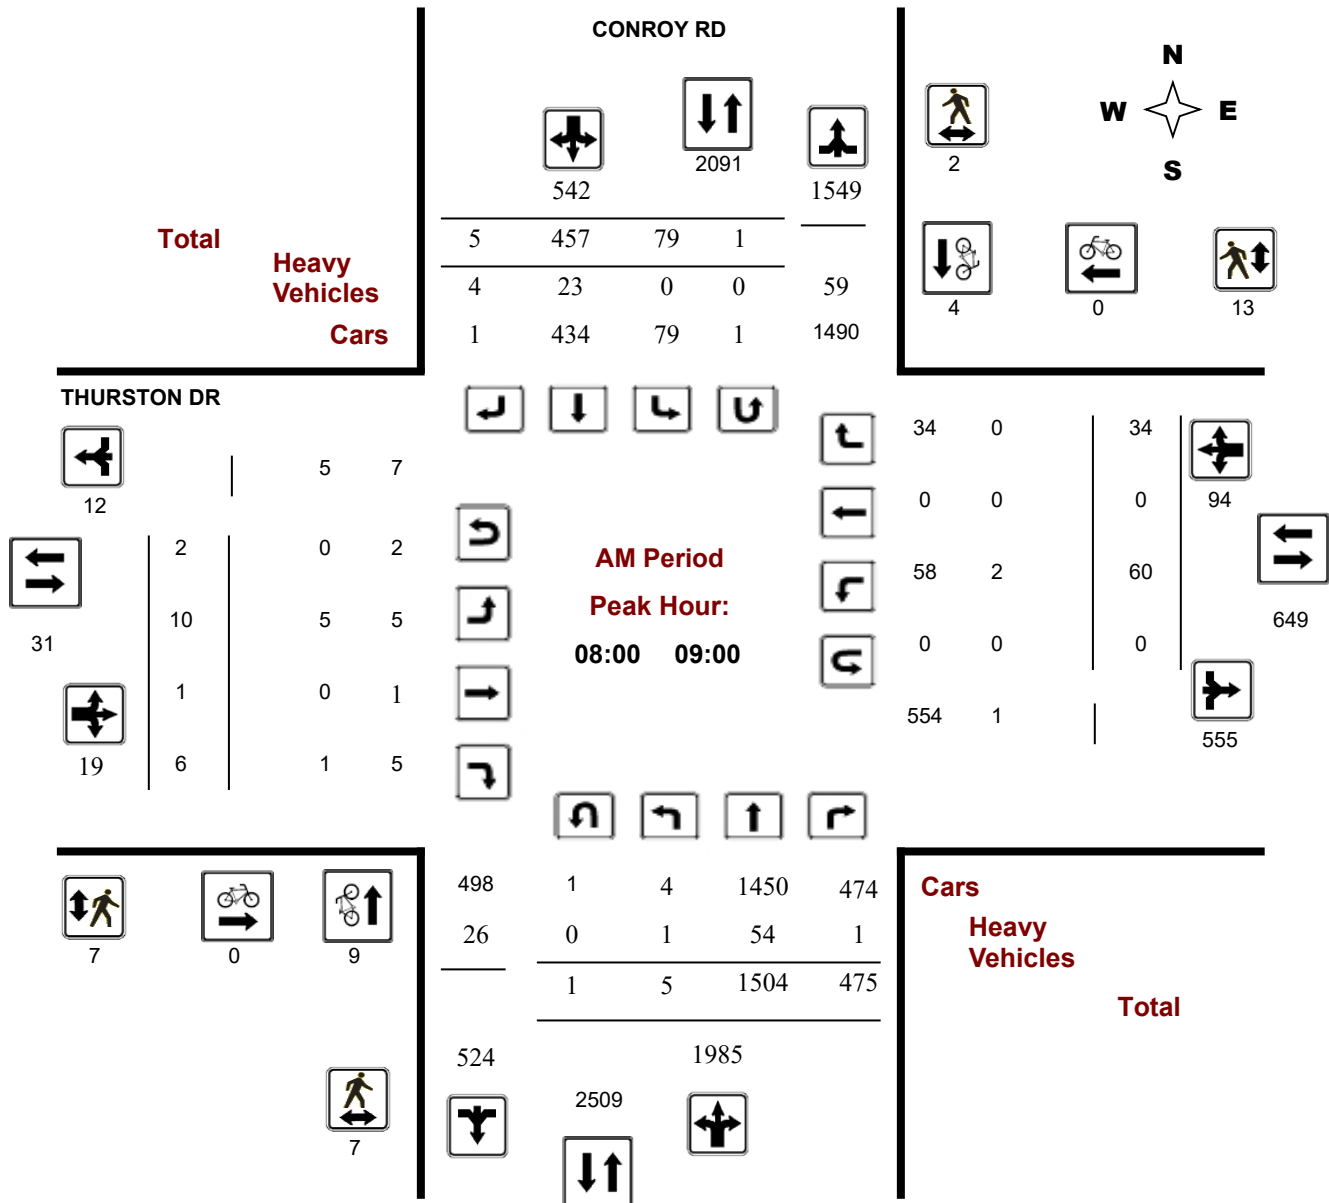 CONROY RD
N
W E
S
2091
2
542
1549
Total
5 457 79 1
Heavy
Vehicles
4 23 0 0 59
Cars
1 434 79 1 1490
4
0
13
THURSTON DR
34 0 34
5 7
12
0 0 0
94
2 0 2
AM Period
58 2 60
10 5 5
Peak Hour:
649
31
08:00 09:00
0 0 0
1 0 1
554 1
555
19
6 1 5
498 1 4 1450 474
Cars
26 0 1 54 1
Heavy
Vehicles
7
0
9
1 5 1504 475
Total
524
1985
2509
7